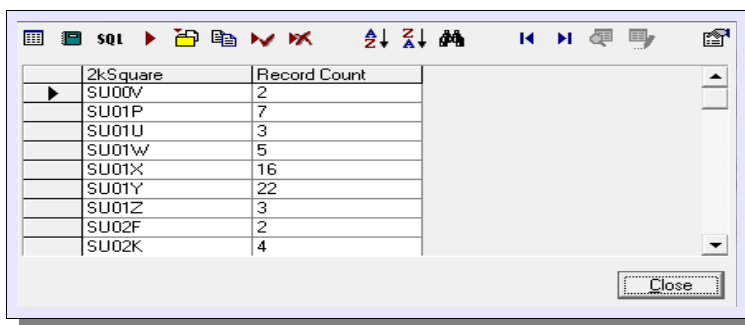 SQL A Z Z A
2kSquare Record Count
SU00V 2
SU01P 7
SU01U 3
SU01W 5
SU01X 16
SU01Y 22
SU01Z 3
SU02F 2
SU02K 4
Close